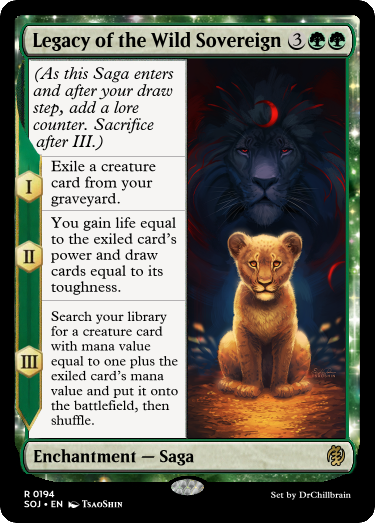 Legacy of the Wild Sovereign 3
(As this Saga enters
and after your draw
step, add a lore
counter. Sacrifice
after III.)
I
Exile a creature
card from your
graveyard.
II
You gain life equal
to the exiled card's
power and draw
cards equal to its
toughness.
III
Search your library
for a creature card
with mana value
equal to one plus the
exiled card's mana
value and put it onto
the battlefield, then
shuffle.
Enchantment — Saga
R 0194
SOJ • EN TsaoShin
Set by DrChillbrain